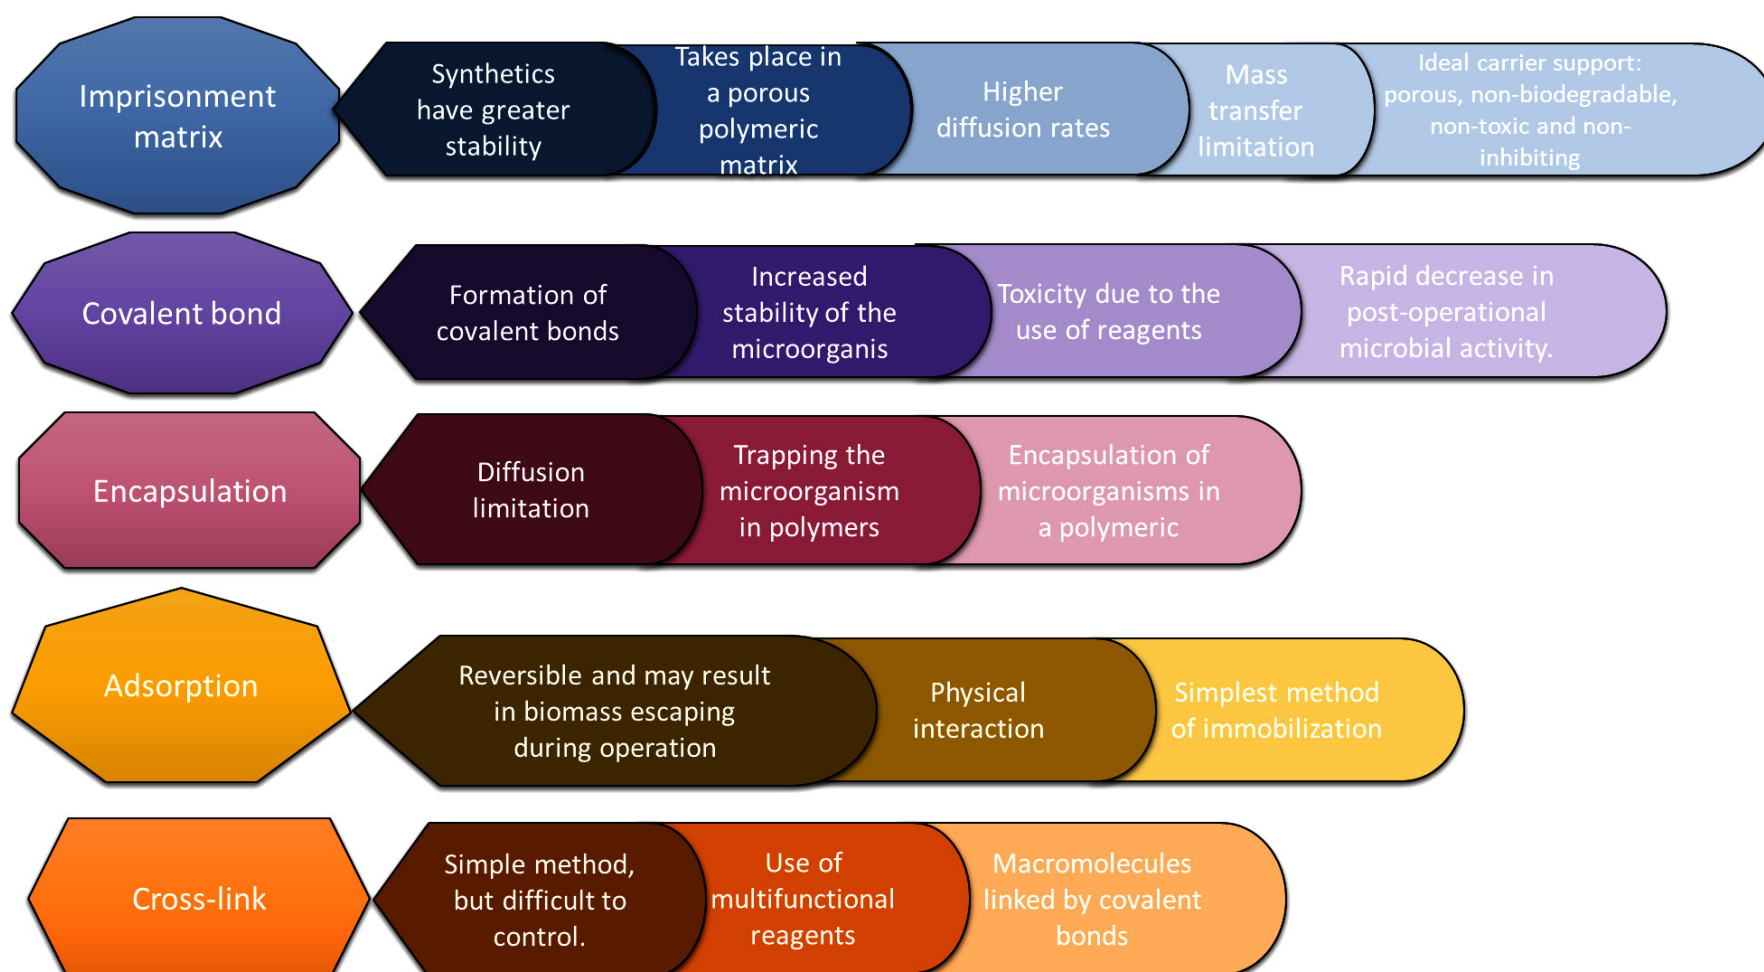 Imprisonment
matrix
Synthetics
have greater
stability
Takes place in
a porous
polymeric
matrix
Higher
diffusion rates
Mass
transfer
limitation
Ideal carrier support:
porous, non-biodegradable,
non-toxic and non-
inhibiting
Covalent bond
Formation of
covalent bonds
Increased
stability of the
microorganis
Toxicity due to the
use of reagents
Rapid decrease in
post-operational
microbial activity.
Encapsulation
Diffusion
limitation
Trapping the
microorganism
in polymers
Encapsulation of
microorganisms in
a polymeric
Adsorption
Reversible and may result
in biomass escaping
during operation
Physical
interaction
Simplest method
of immobilization
Cross-link
Simple method,
but difficult to
control.
Use of
multifunctional
reagents
Macromolecules
linked by covalent
bonds